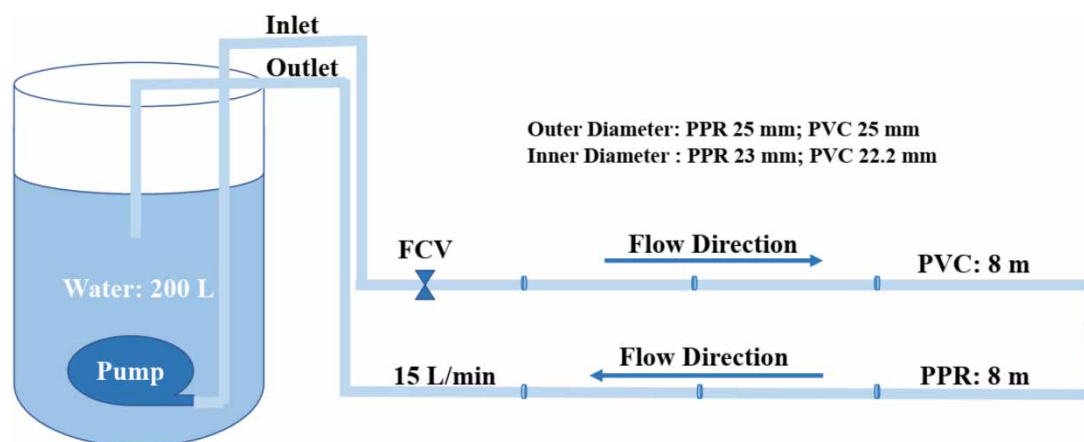 Inlet
Outlet
Outer Diameter: PPR 25 mm; PVC 25 mm
Inner Diameter : PPR 23 mm; PVC 22.2 mm
FCV
Flow Direction
PVC: 8 m
Water: 200 L
Pump
15 L/min
Flow Direction
PPR: 8 m